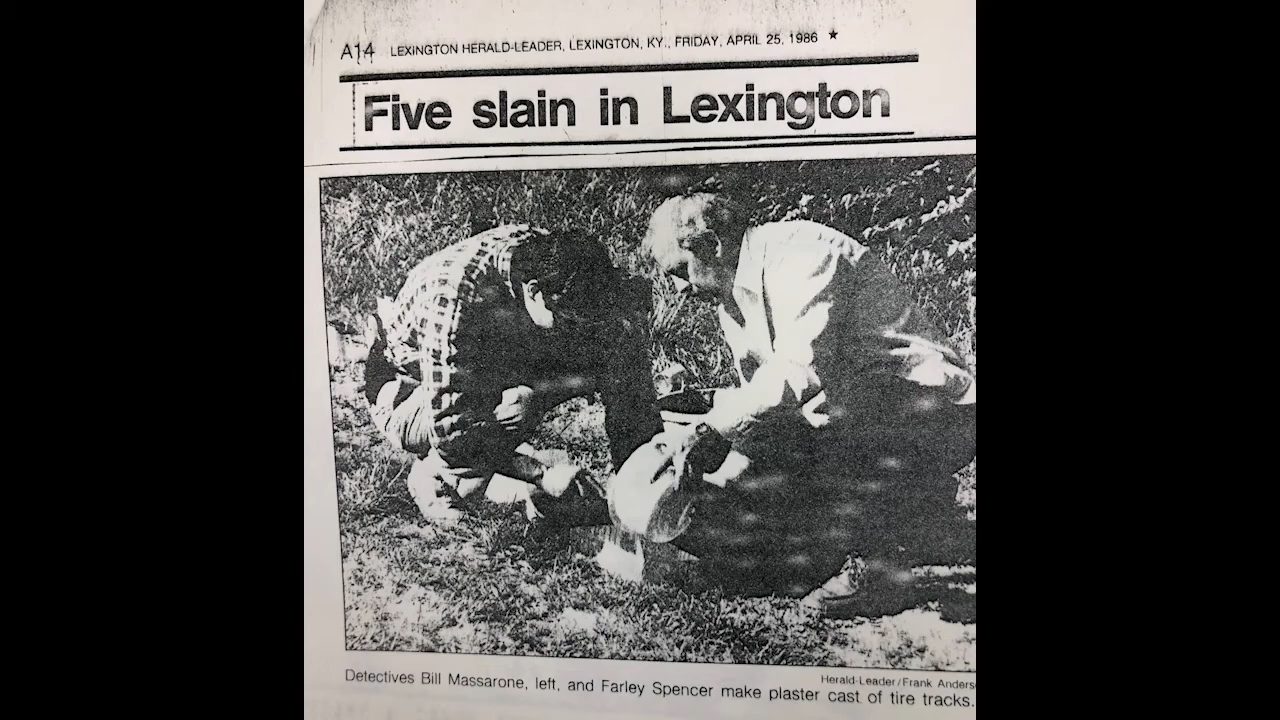 A14 LEXINGTON HERALD-LEADER, LEXINGTON, KY., FRIDAY, APRIL 25, 1986 ★
Five slain in Lexington
Herald-Leader/Frank Anders
Detectives Bill Massarone, left, and Farley Spencer make plaster cast of tire tracks.